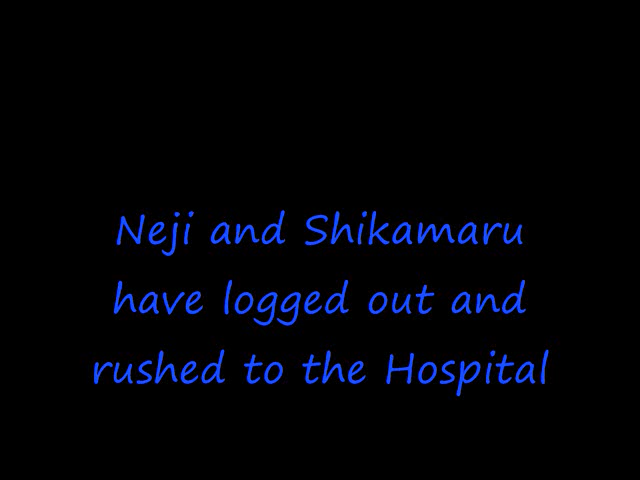 Neji and Shikamaru
have logged out and
rushed to the Hospital